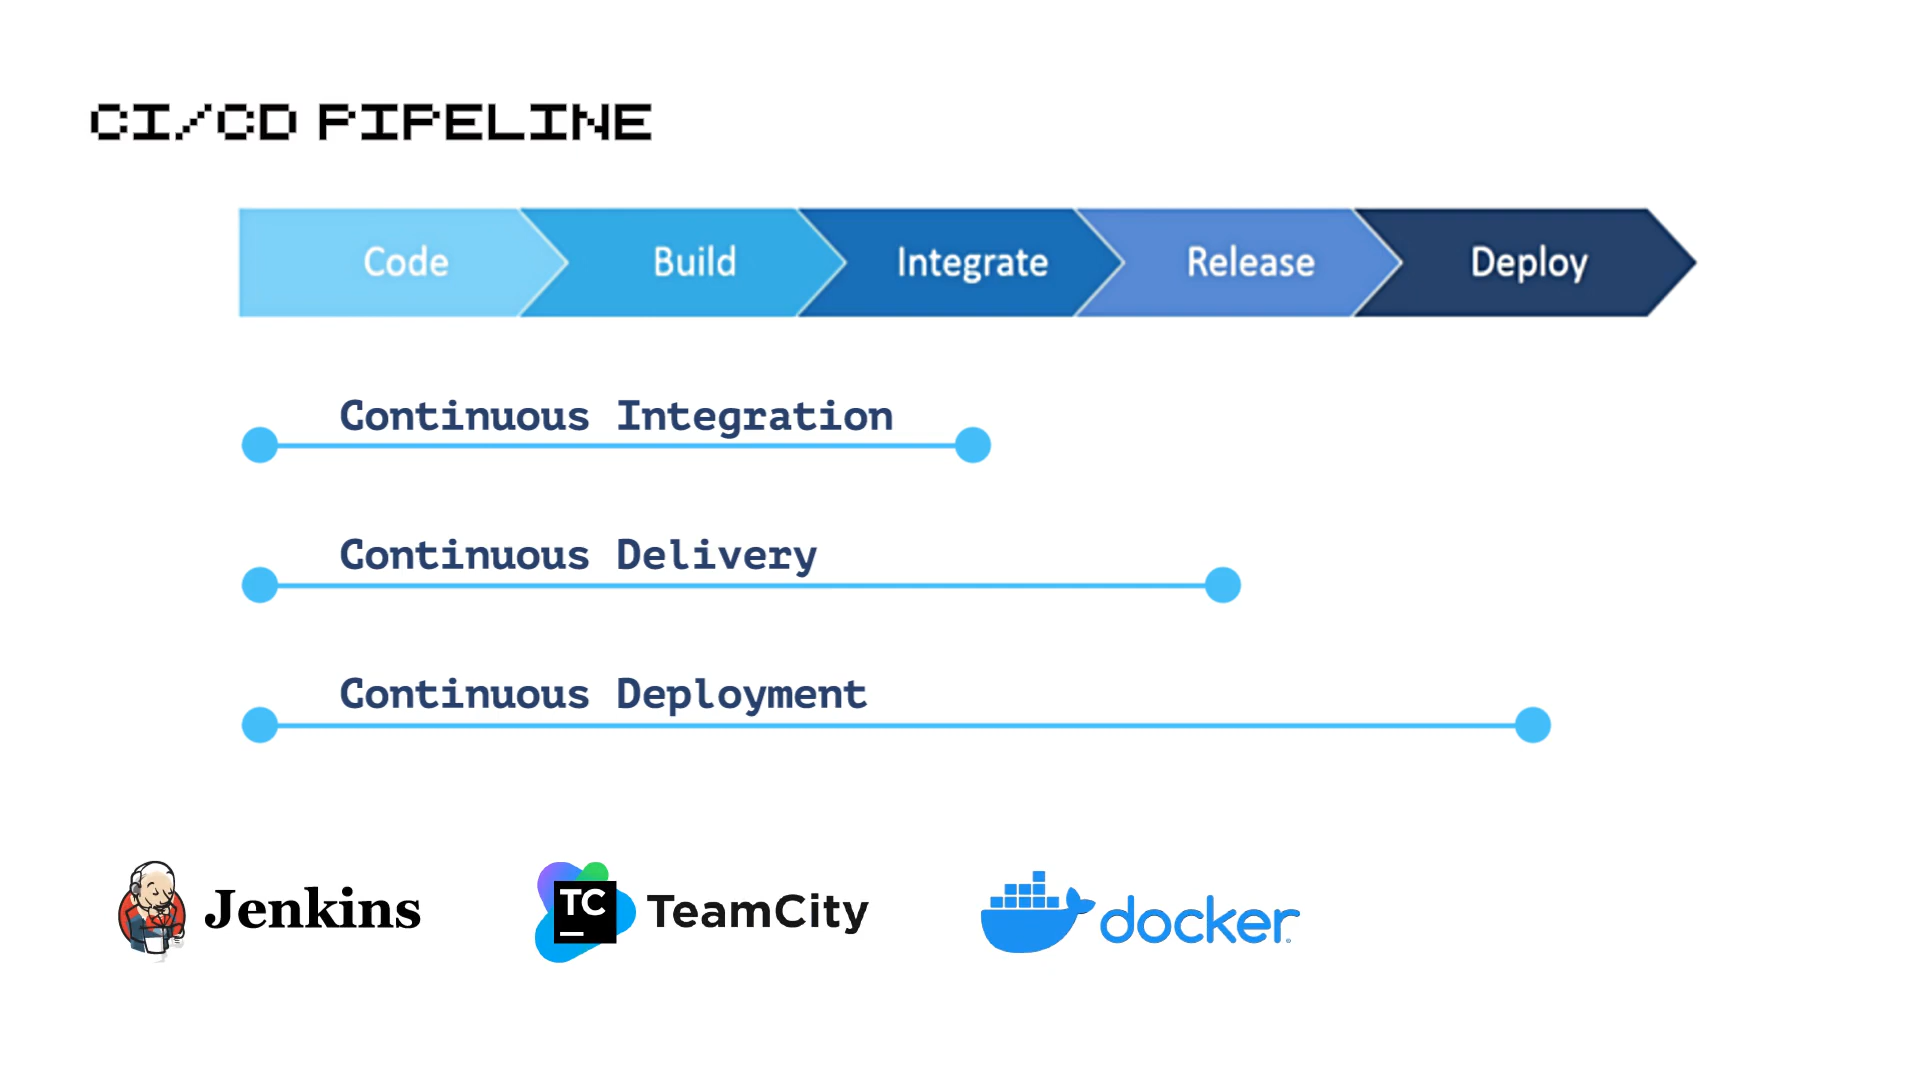 CI/CD PIPELINE
Code Build Integrate Release Deploy
Continuous Integration
Continuous Delivery
Continuous Deployment
Jenkins TC TeamCity docker